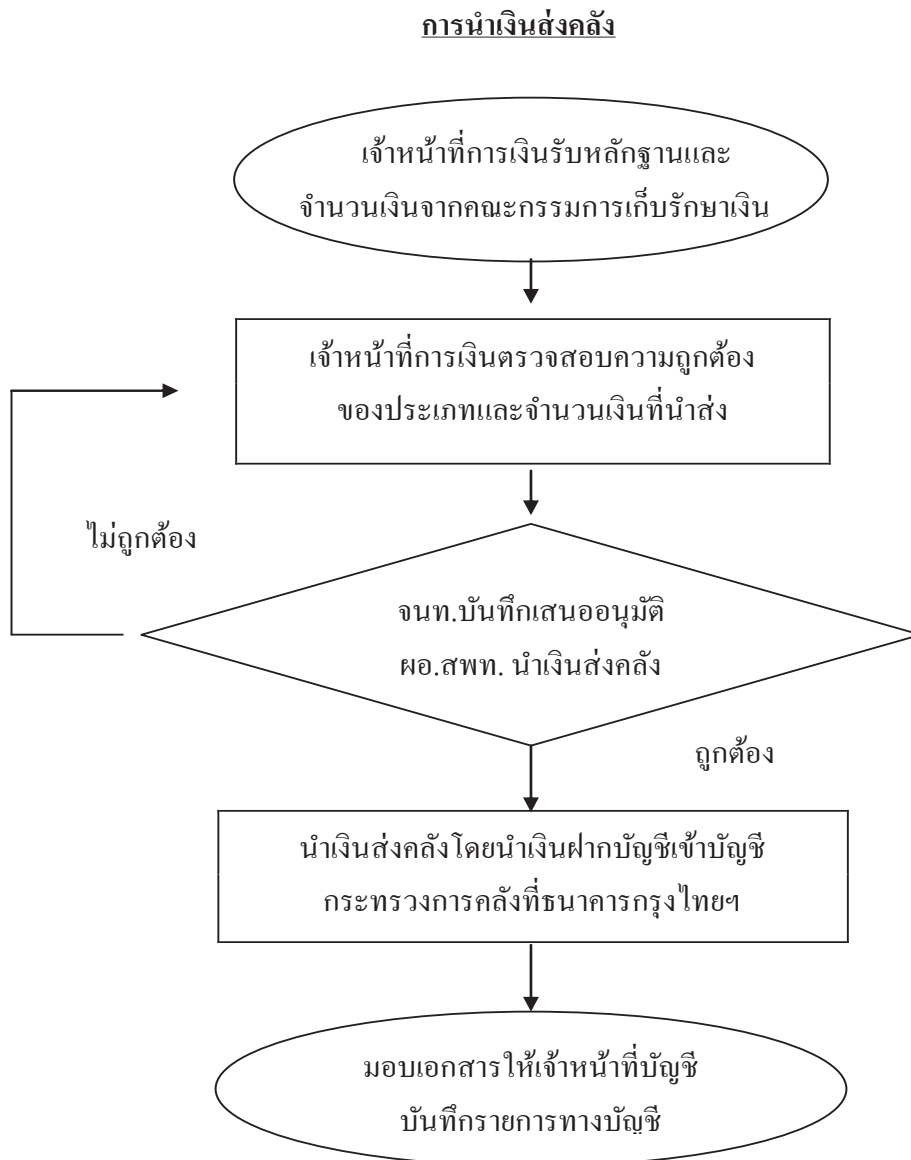 การนำเงินส่งคลัง
เจ้าหน้าที่การเงินรับหลักฐานและ
จำนวนเงินจากคณะกรรมการเก็บรักษาเงิน
เจ้าหน้าที่การเงินตรวจสอบความถูกต้อง
ของประเภทและจำนวนเงินที่นำส่ง
ไม่ถูกต้อง
จนท.บันทึกเสนออนุมัติ
ผอ.สพท. นำเงินส่งคลัง
ถูกต้อง
นำเงินส่งคลังโดยนำเงินฝากบัญชีเข้าบัญชี
กระทรวงการคลังที่ธนาคารกรุงไทยฯ
มอบเอกสารให้เจ้าหน้าที่บัญชี
บันทึกรายการทางบัญชี